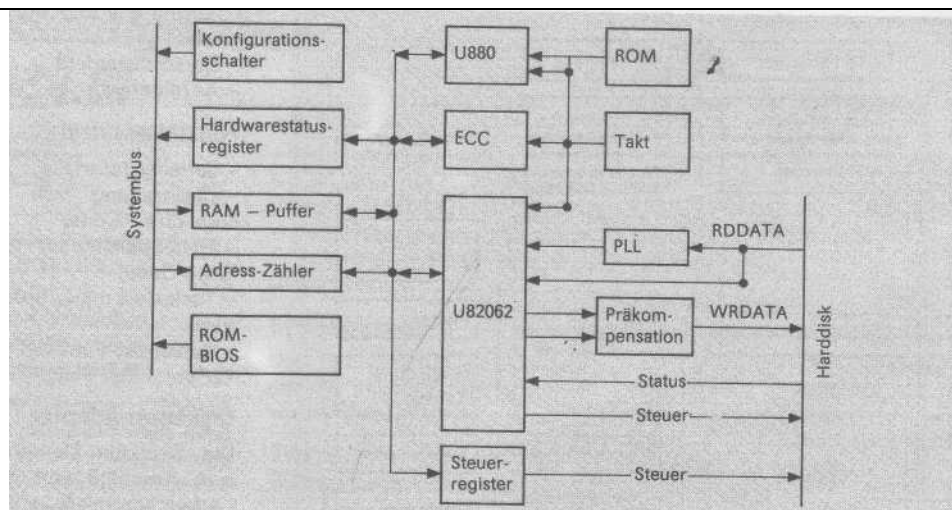 Systembus
Konfigurations-
schalter
Hardwarestatus-
register
RAM – Puffer
Adress-Zähler
ROM-
BIOS
U880
ECC
U82062
Steuer-
register
ROM
Takt
PLL
RDDATA
Präkom-
pensation
WRDATA
Status
Steuer
Steuer
Harddisk